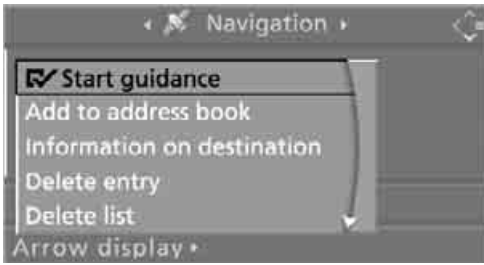 Navigation
Start guidance
Add to address book
Information on destination
Delete entry
Delete list
Arrow display